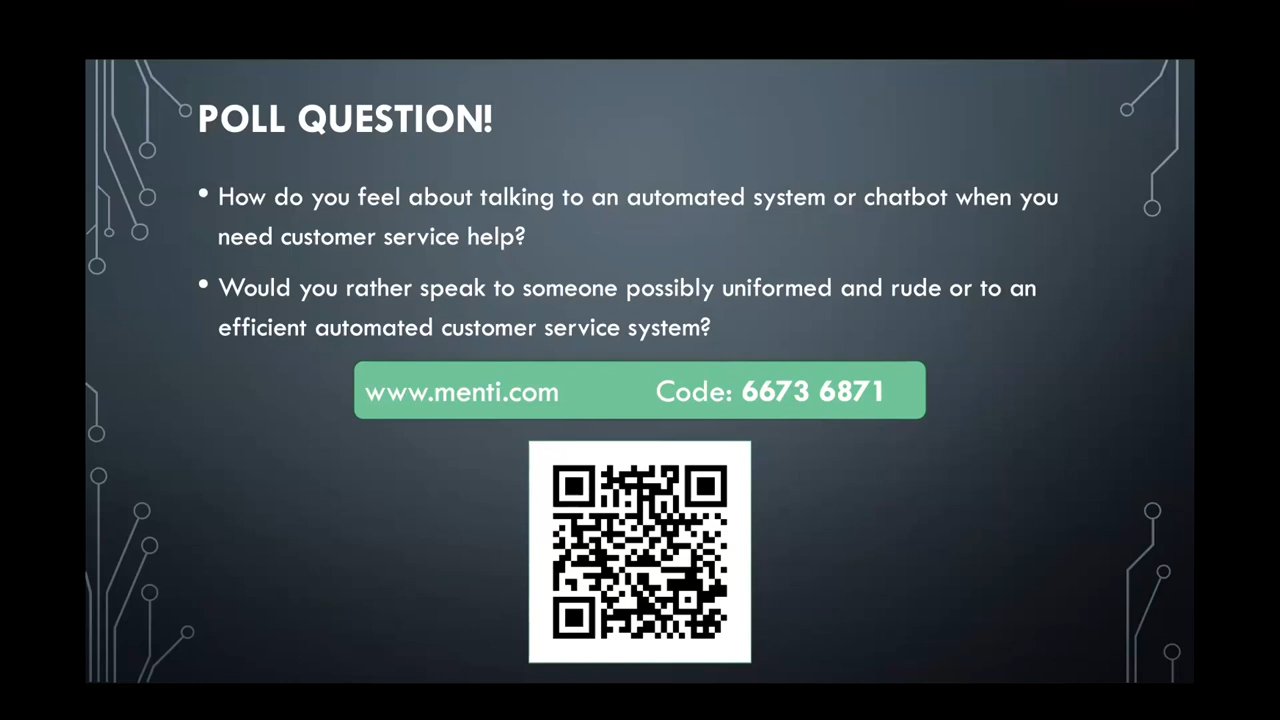 POLL QUESTION!
• How do you feel about talking to an automated system or chatbot when you
need customer service help?
• Would you rather speak to someone possibly uniformed and rude or to an
efficient automated customer service system?
www.menti.com Code: 6673 6871